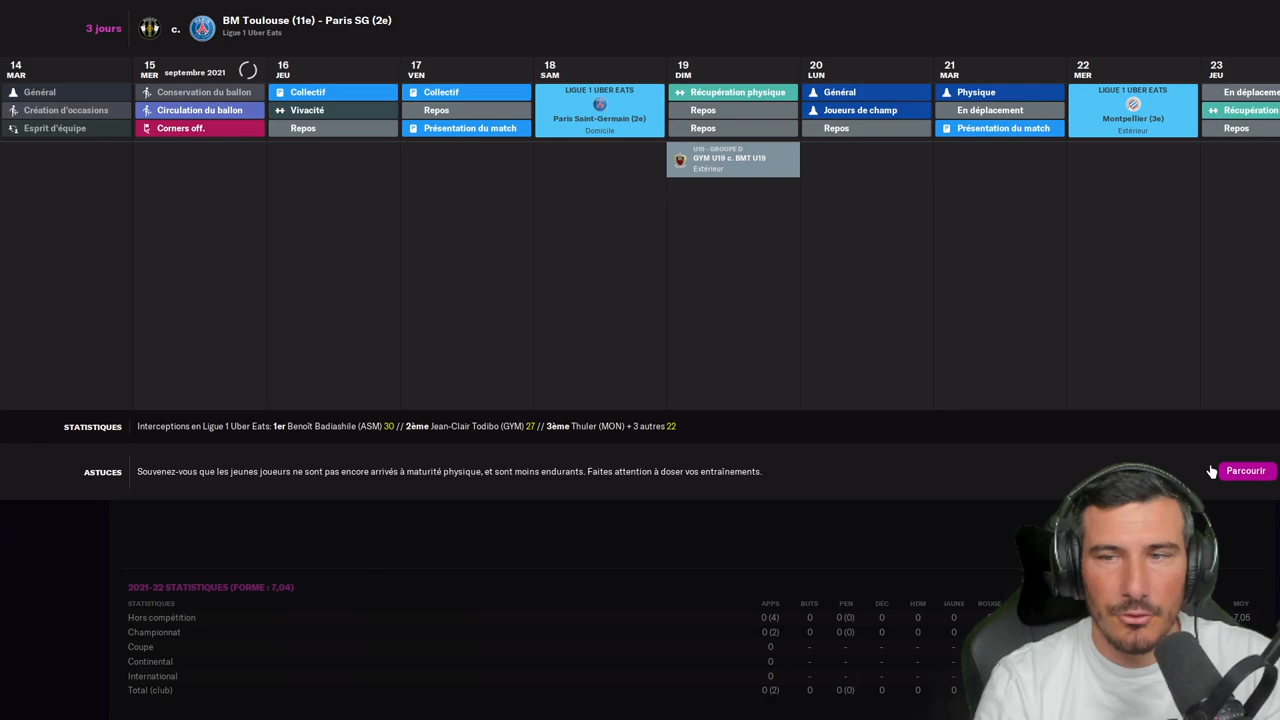 3 jours
c.
BM Toulouse (11e) - Paris SG (2e)
Ligue 1 Uber Eats
14
MAR
15
MER septembre 2021
16
JEU
17
VEN
18
SAM
19
DIM
20
LUN
21
MAR
22
MER
23
JEU
Général
Création d'occasions
Esprit d'équipe
Conservation du ballon
Circulation du ballon
Corners off.
Collectif
Vivacité
Repos
Collectif
Repos
Présentation du match
LIGUE 1 UBER EATS
Paris Saint-Germain (2e)
Domicile
Récupération physique
Repos
Repos
U19 - GROUPE D
GYM U19 c. BMT U19
Extérieur
Général
Joueurs de champ
Repos
Physique
En déplacement
Présentation du match
LIGUE 1 UBER EATS
Montpellier (3e)
Extérieur
En déplaceme
Récupération
Repos
STATISTIQUES
Interceptions en Ligue 1 Uber Eats: 1er Benoît Badiashile (ASM) 30 // 2ème Jean-Clair Todibo (GYM) 27 // 3ème Thuler (MON) + 3 autres 22
ASTUCES
Souvenez-vous que les jeunes joueurs ne sont pas encore arrivés à maturité physique, et sont moins endurants. Faites attention à doser vos entraînements.
Parcourir
2021-22 STATISTIQUES (FORME : 7,04)
STATISTIQUES APPS BUTS PEN DÉC HDM JAUNE ROUGE MOY
Hors compétition 0 (4) 0 0 (0) 0 0 0 7,05
Championnat 0 (2) 0 0 (0) 0 0 0
Coupe 0 - - - - -
Continental 0 - - - - -
International 0 - - - - -
Total (club) 0 (2) 0 0 (0) 0 0 0